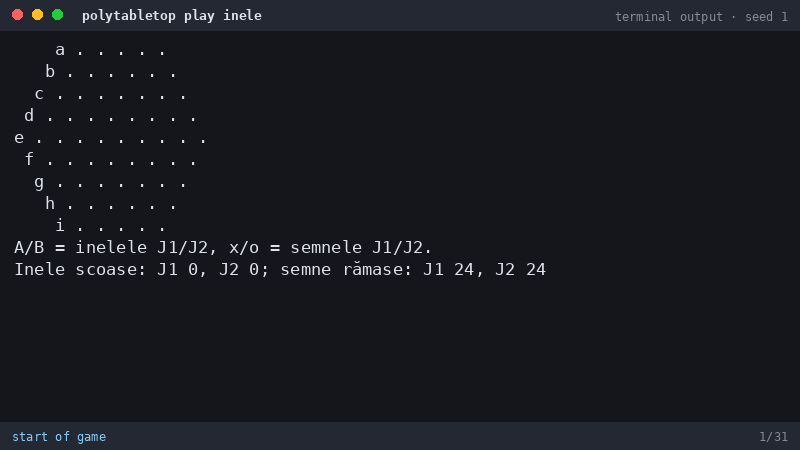 polytabletop play inele
terminal output · seed 1
a . . . . .
b . . . . . .
c . . . . . . .
d . . . . . . . .
e . . . . . . . . .
f . . . . . . . .
g . . . . . . .
h . . . . . .
i . . . . .
A/B = inelele J1/J2, x/o = semnele J1/J2.
Inele scoase: J1 0, J2 0; semne rămase: J1 24, J2 24
start of game
1/31